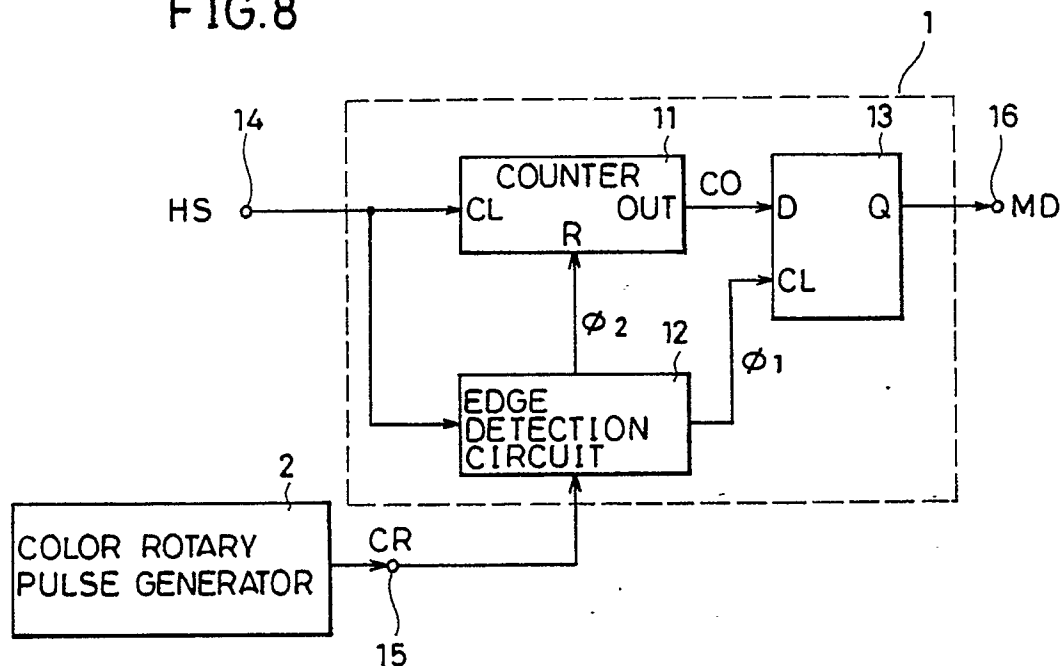 FIG.8
1
14
11
13
16
HS
COUNTER
CL
OUT
R
CO
D
Q
MD
CL
φ2
12
φ1
EDGE
DETECTION
CIRCUIT
2
COLOR ROTARY
PULSE GENERATOR
CR
15